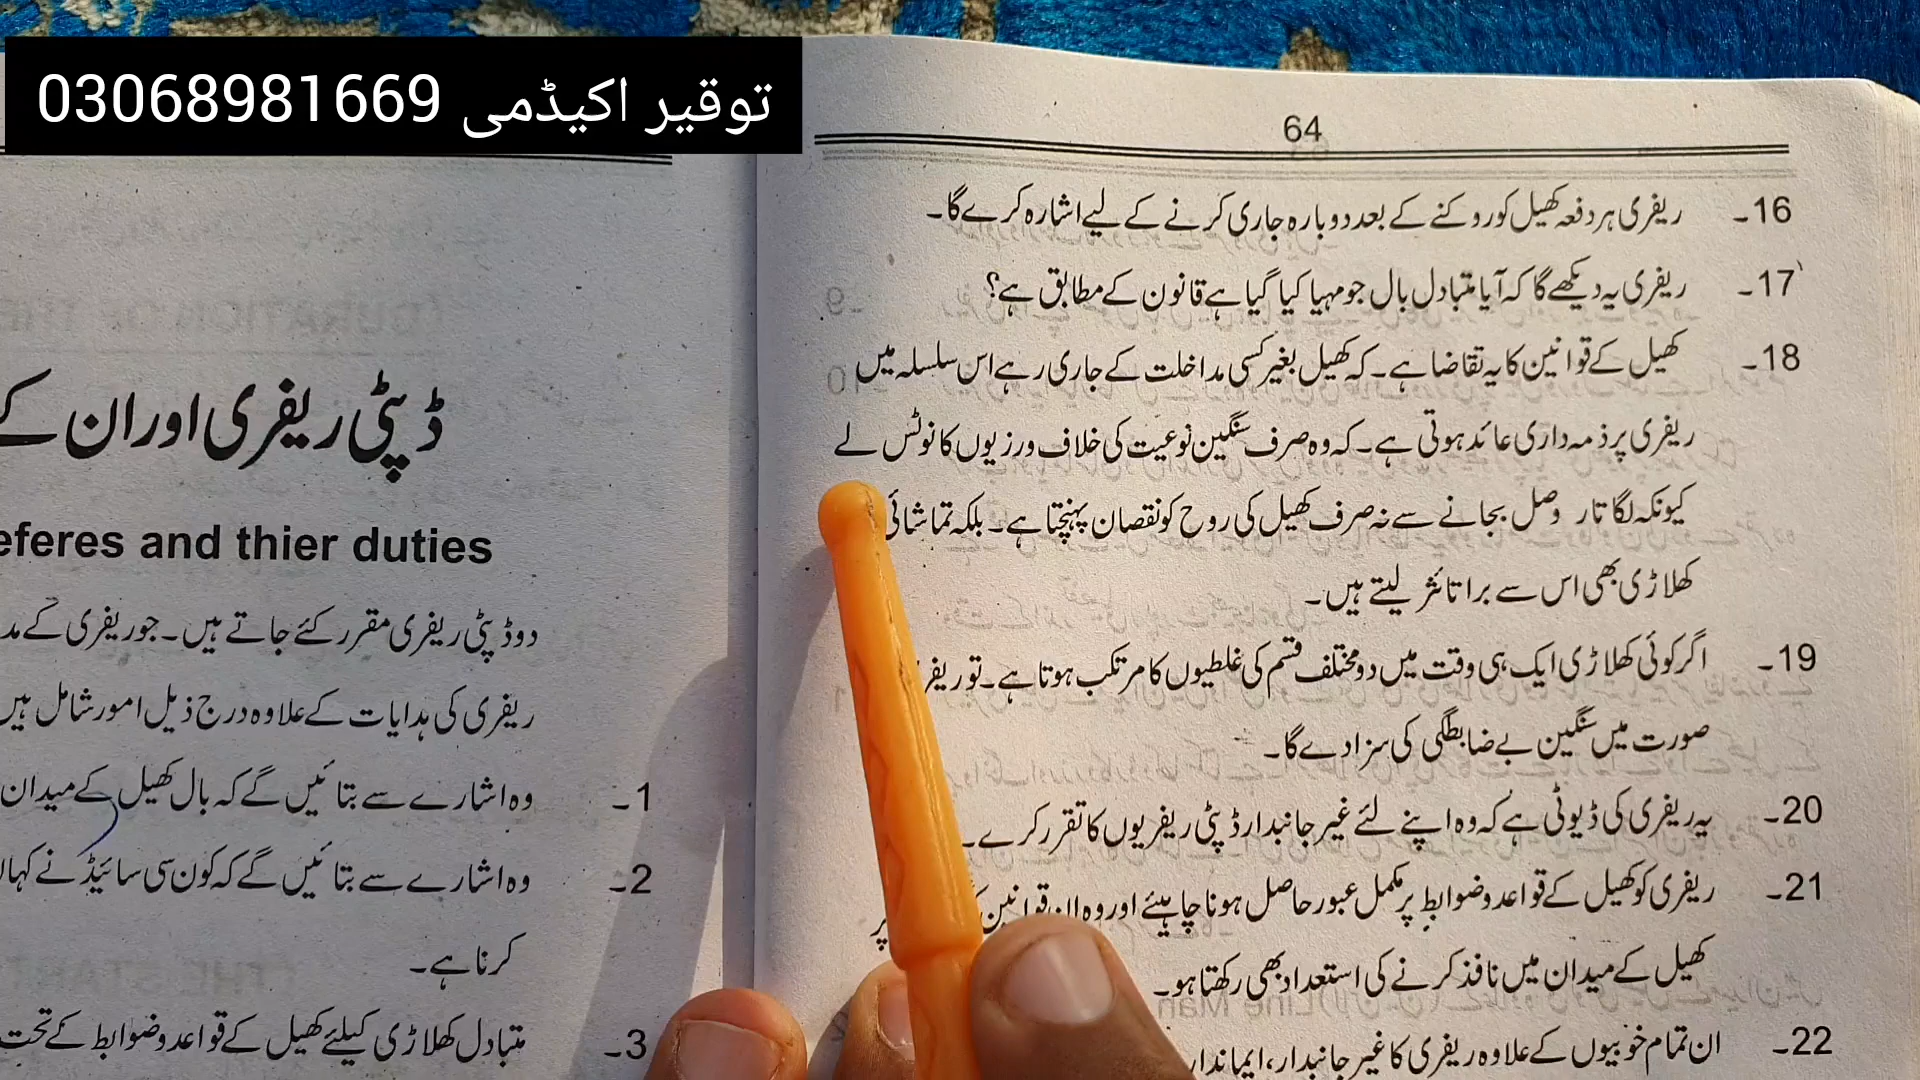 توقیر اکیڈمی 03068981669
64
16۔ ریفری ہر دفعہ کھیل کو روکنے کے بعد دوبارہ جاری کرنے کے لیے اشارہ کرے گا۔
17۔ ریفری یہ دیکھے گا کہ آیا متبادل بال جو مہیا کیا گیا ہے قانون کے مطابق ہے؟
18۔ کھیل کے قوانین کا یہ تقاضا ہے۔ کہ کھیل بغیر کسی مداخلت کے جاری رہے اس سلسلہ میں
ریفری پر ذمہ داری عائد ہوتی ہے۔ کہ وہ صرف سنگین نوعیت کی خلاف ورزیوں کا نوٹس لے
کیونکہ لگاتار وصل بجانے سے نہ صرف کھیل کی روح کو نقصان پہنچتا ہے۔ بلکہ تماشائی
کھلاڑی بھی اس سے برا تائثر لیتے ہیں۔
19۔ اگر کوئی کھلاڑی ایک ہی وقت میں دو مختلف قسم کی غلطیوں کا مرتکب ہوتا ہے۔ تو
صورت میں سنگین بے ضابطگی کی سزا دے گا۔
20۔ یہ ریفری کی ڈیوٹی ہے کہ وہ اپنے لئے غیر جانبدار ڈپٹی ریفریوں کا تقرر کرے۔
21۔ ریفری کو کھیل کے قواعد و ضوابط پر مکمل عبور حاصل ہونا چاہیئے اور وہ ان قوانین پر
کھیل کے میدان میں نافذ کرنے کی استعداد بھی رکھتا ہو۔
22۔ ان تمام خوبیوں کے علاوہ ریفری کا غیر جانبدار، ایماندار
ڈپٹی ریفری اور ان کے
eferes and thier duties
دو ڈپٹی ریفری مقرر کئے جاتے ہیں۔ جو ریفری کے مد
ریفری کی ہدایات کے علاوہ درج ذیل امور شامل ہیں
1۔ وہ اشارے سے بتائیں گے کہ بال کھیل کے میدان
2۔ وہ اشارے سے بتائیں گے کہ کون سی سائیڈ نے
کرنا ہے۔
3۔ متبادل کھلاڑی کیلئے کھیل کے قواعد و ضوابط کے تحت